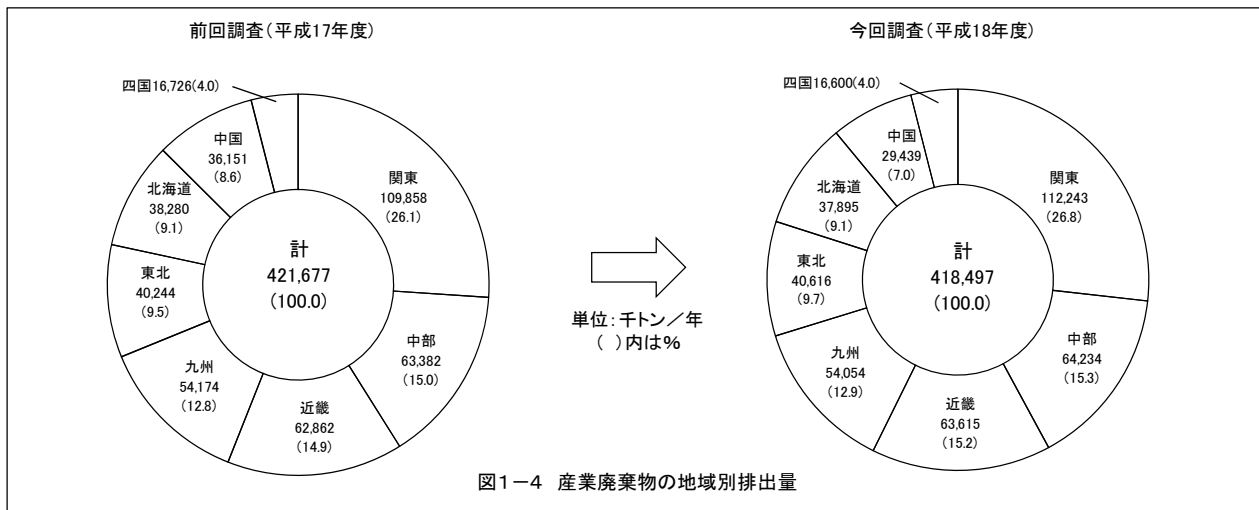 前回調査(平成17年度)
四国16,726(4.0)
中国
36,151
(8.6)
北海道
38,280
(9.1)
東北
40,244
(9.5)
九州
54,174
(12.8)
近畿
62,862
(14.9)
中部
63,382
(15.0)
関東
109,858
(26.1)
計
421,677
(100.0)
単位:千トン／年
( )内は%
今回調査(平成18年度)
四国16,600(4.0)
中国
29,439
(7.0)
北海道
37,895
(9.1)
東北
40,616
(9.7)
九州
54,054
(12.9)
近畿
63,615
(15.2)
中部
64,234
(15.3)
関東
112,243
(26.8)
計
418,497
(100.0)
図1－4 産業廃棄物の地域別排出量